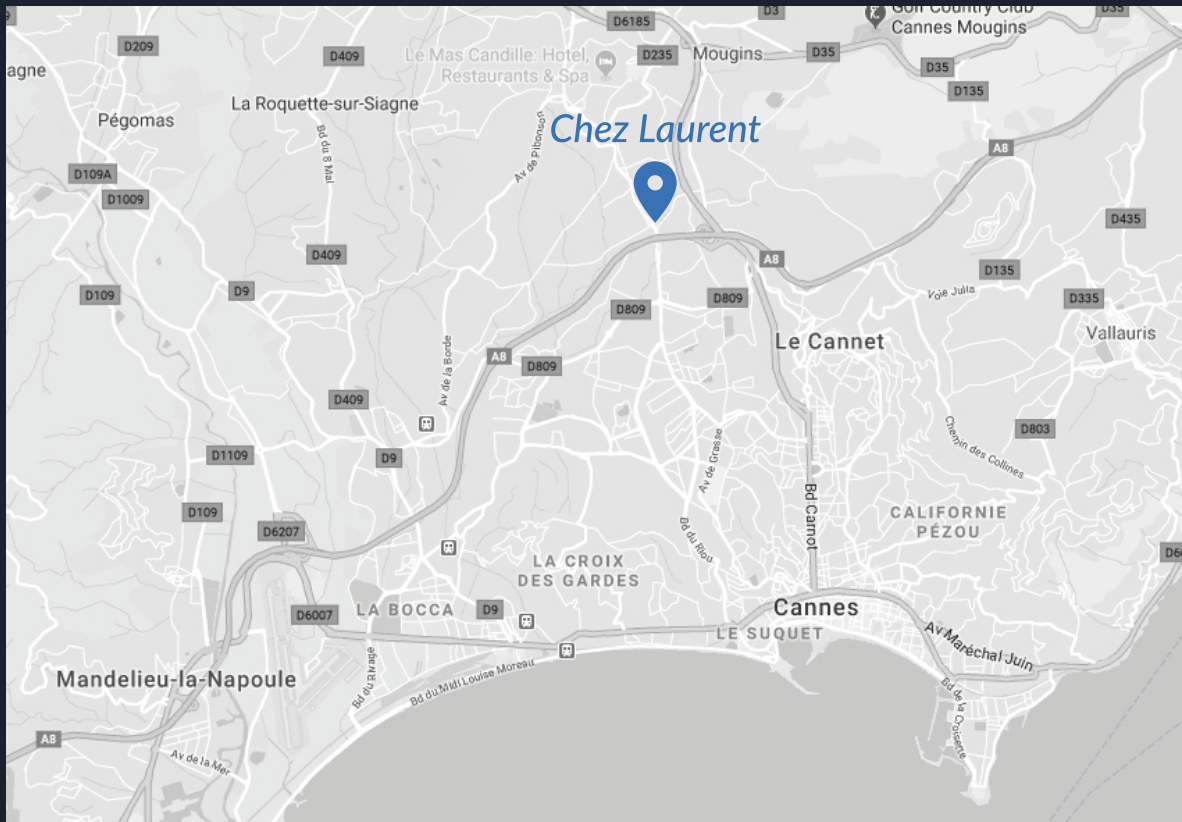 D6185
D3
D35
Golf Country Club
Cannes Mougins
D209
D409
Le Mas Candille: Hotel,
Restaurants & Spa
D235
Mougins
D35
D35
agne
D135
La Roquette-sur-Siagne
Pégomas
Chez Laurent
Bd du 8 Mai
Av de Pibonson
A8
D109A
D1009
D435
D409
A8
D135
D109
D9
D809
D809
Voie Julia
D335
Le Cannet
Vallauris
A8
D809
Av de la Borde
D409
D803
Chemin des Collines
D1109
D9
Av de Grasse
D109
Bd Carnot
CALIFORNIE
PÉZOU
D6207
Bd du Riou
LA CROIX
DES GARDES
D6007
LA BOCCA
D9
Cannes
LE SUQUET
Av Maréchal Juin
Mandelieu-la-Napoule
Bd du Rivage
Bd du Midi Louise Moreau
Bd de la Croisette
A8
Av de la Mer